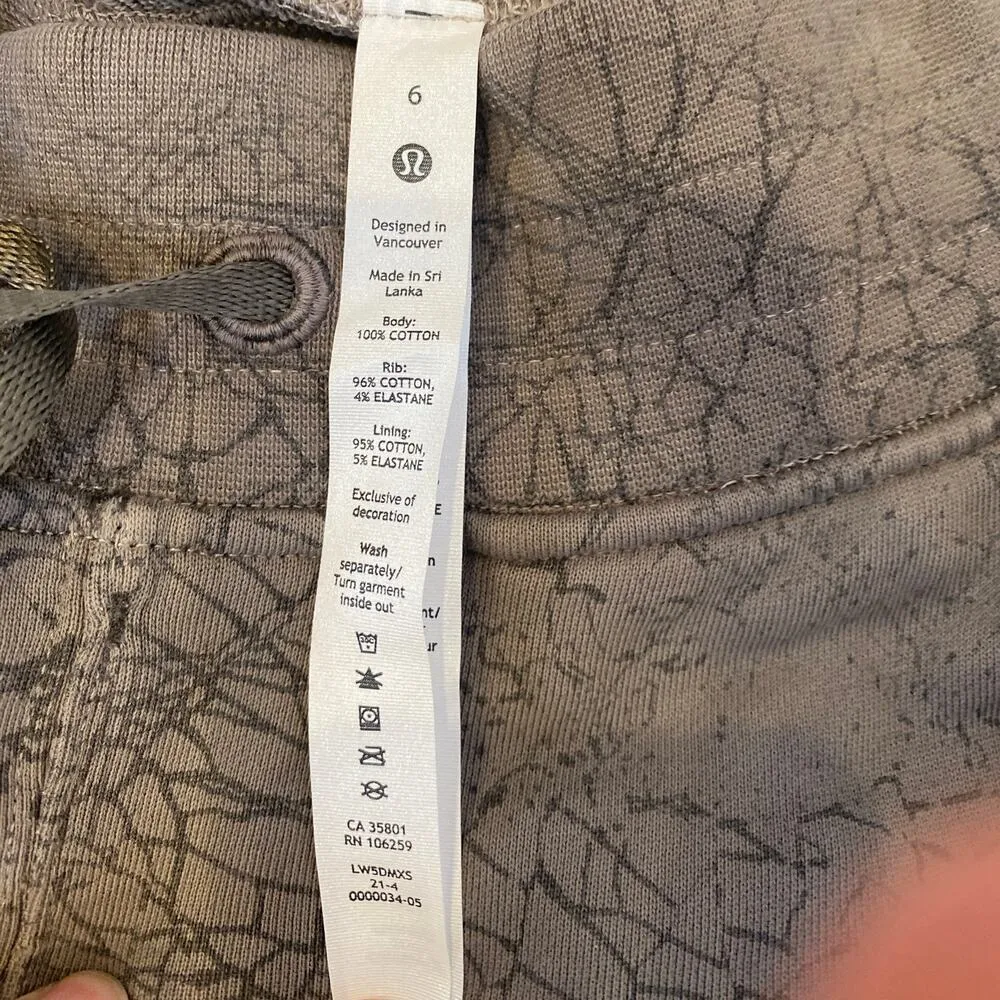 6
Designed in
Vancouver
Made in Sri
Lanka
Body:
100% COTTON
Rib:
96% COTTON,
4% ELASTANE
Lining:
95% COTTON,
5% ELASTANE
Exclusive of
decoration
Wash
separately/
Turn garment
inside out
CA 35801
RN 106259
LW5DMXS
21-4
0000034-05